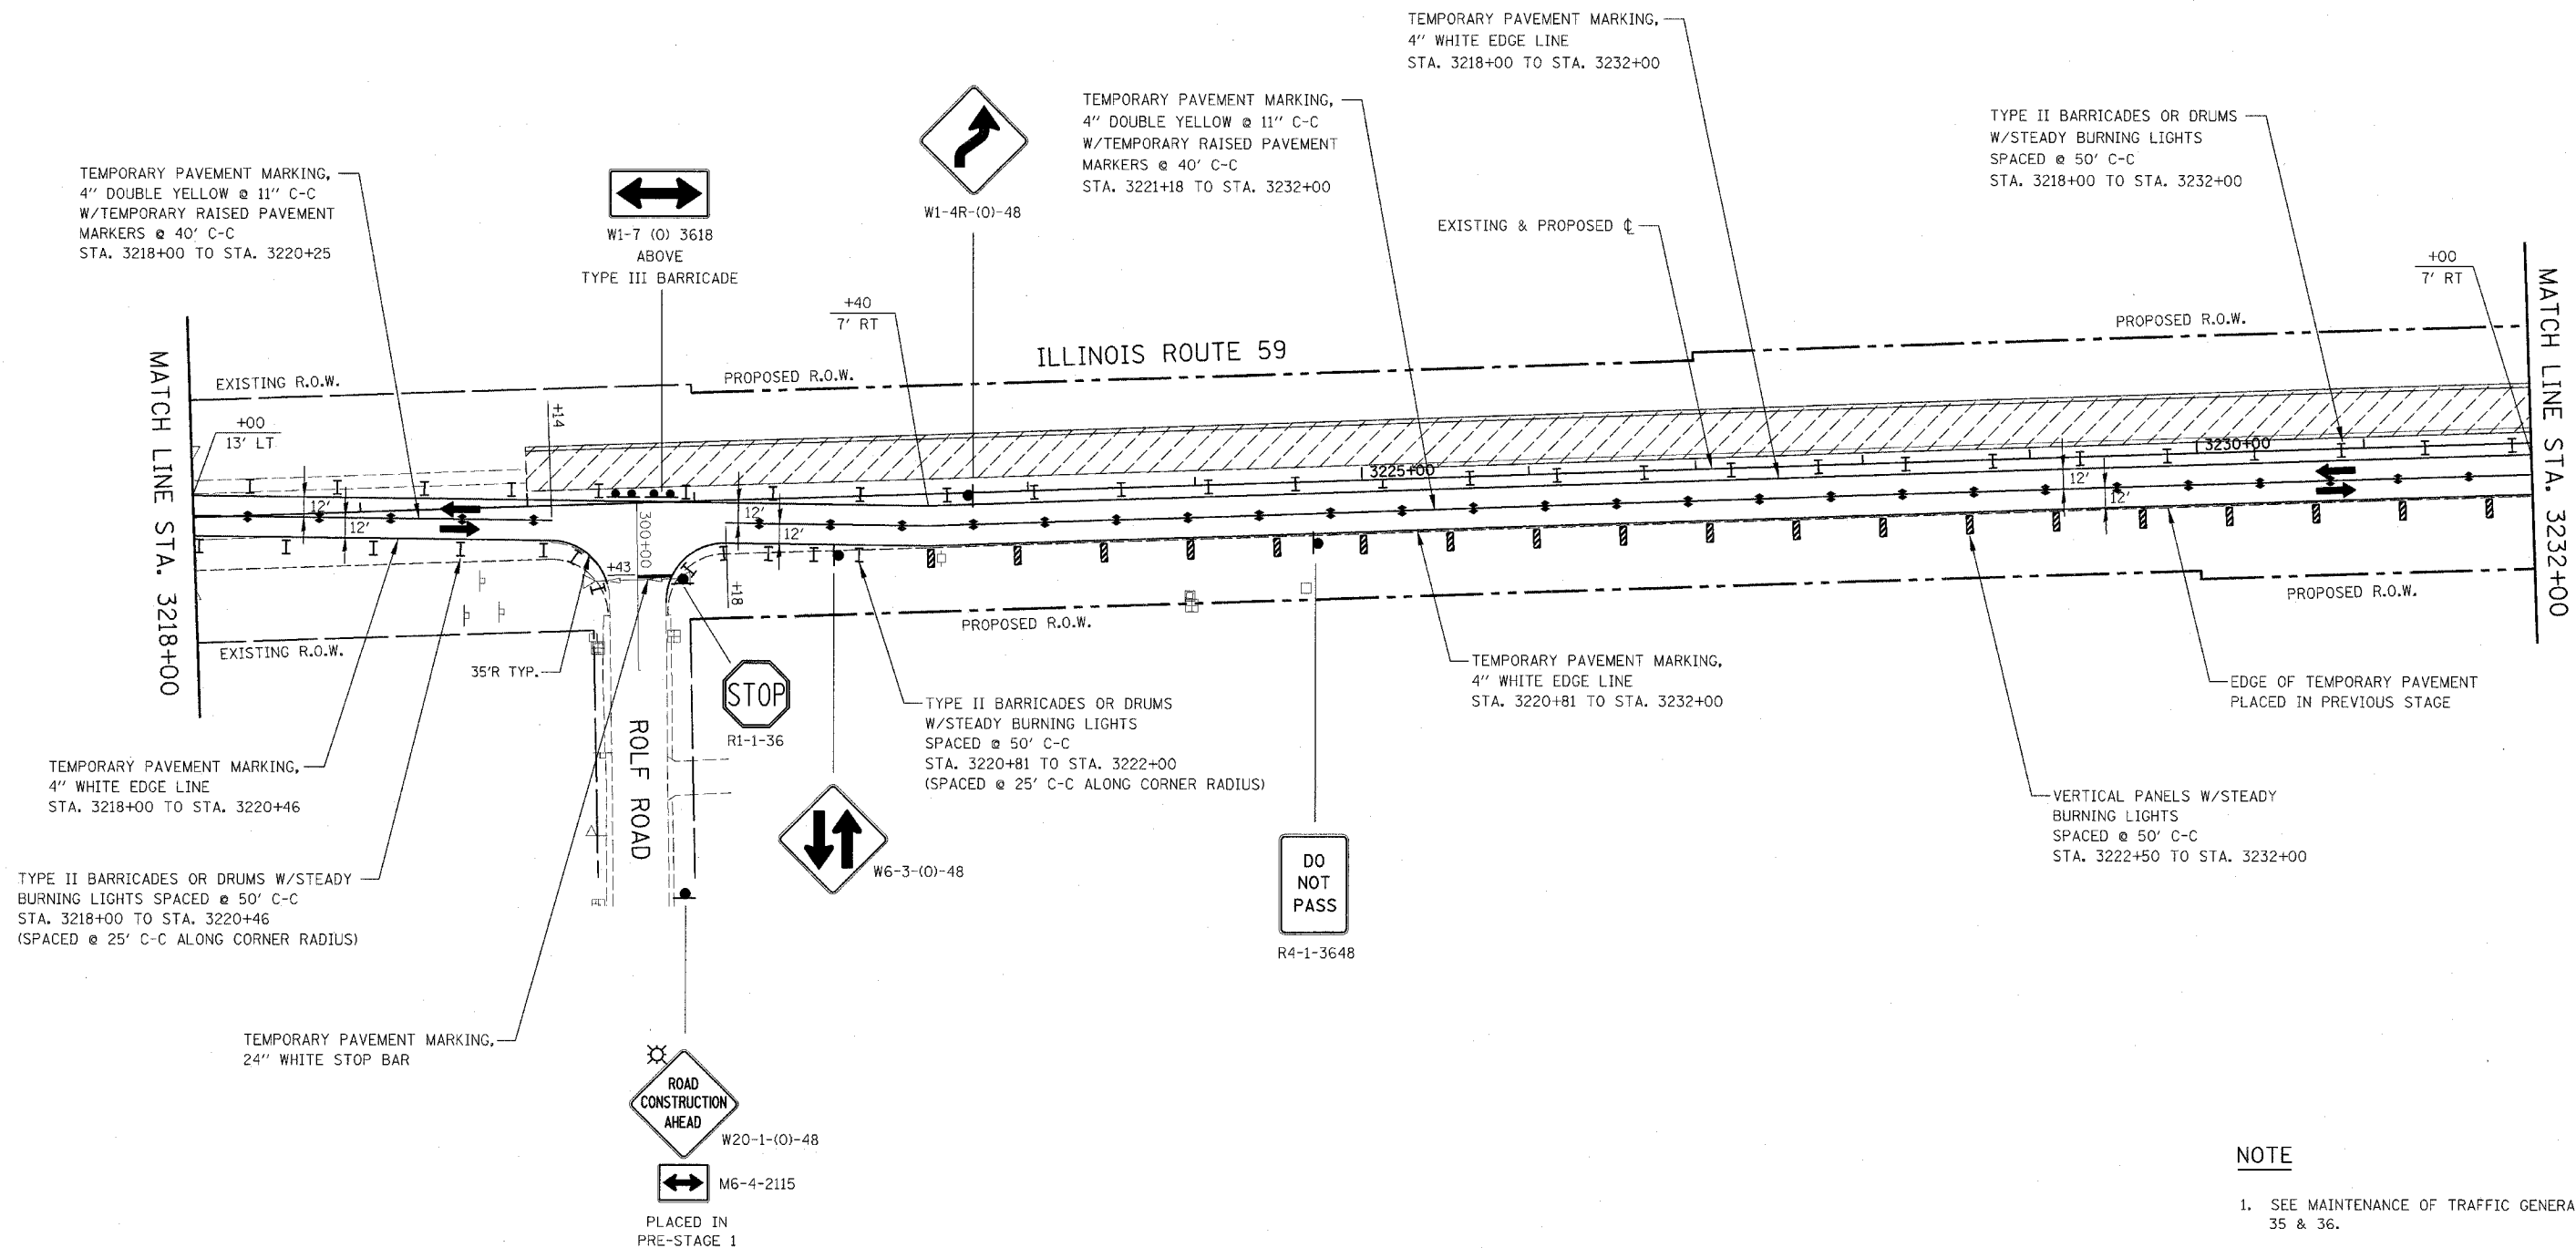 TEMPORARY PAVEMENT MARKING,
4" WHITE EDGE LINE
STA. 3218+00 TO STA. 3232+00
TEMPORARY PAVEMENT MARKING,
4" DOUBLE YELLOW @ 11" C-C
W/TEMPORARY RAISED PAVEMENT
MARKERS @ 40' C-C
STA. 3221+18 TO STA. 3232+00
TYPE II BARRICADES OR DRUMS
W/STEADY BURNING LIGHTS
SPACED @ 50' C-C
STA. 3218+00 TO STA. 3232+00
TEMPORARY PAVEMENT MARKING,
4" DOUBLE YELLOW @ 11" C-C
W/TEMPORARY RAISED PAVEMENT
MARKERS @ 40' C-C
STA. 3218+00 TO STA. 3220+25
W1-7 (O) 3618
ABOVE
TYPE III BARRICADE
W1-4R-(O)-48
EXISTING & PROPOSED ℄
+00
7' RT
+40
7' RT
ILLINOIS ROUTE 59
PROPOSED R.O.W.
PROPOSED R.O.W.
EXISTING R.O.W.
MATCH LINE STA. 3218+00
MATCH LINE STA. 3232+00
+00
13' LT
+14
3225+00
3230+00
12'
12'
12'
12'
12'
12'
300+00
+43
+18
EXISTING R.O.W.
PROPOSED R.O.W.
PROPOSED R.O.W.
35'R TYP.
ROLF ROAD
STOP
R1-1-36
TEMPORARY PAVEMENT MARKING,
4" WHITE EDGE LINE
STA. 3220+81 TO STA. 3232+00
EDGE OF TEMPORARY PAVEMENT
PLACED IN PREVIOUS STAGE
TYPE II BARRICADES OR DRUMS
W/STEADY BURNING LIGHTS
SPACED @ 50' C-C
STA. 3220+81 TO STA. 3222+00
(SPACED @ 25' C-C ALONG CORNER RADIUS)
TEMPORARY PAVEMENT MARKING,
4" WHITE EDGE LINE
STA. 3218+00 TO STA. 3220+46
VERTICAL PANELS W/STEADY
BURNING LIGHTS
SPACED @ 50' C-C
STA. 3222+50 TO STA. 3232+00
W6-3-(O)-48
DO
NOT
PASS
R4-1-3648
TYPE II BARRICADES OR DRUMS W/STEADY
BURNING LIGHTS SPACED @ 50' C-C
STA. 3218+00 TO STA. 3220+46
(SPACED @ 25' C-C ALONG CORNER RADIUS)
TEMPORARY PAVEMENT MARKING,
24" WHITE STOP BAR
ROAD
CONSTRUCTION
AHEAD
W20-1-(O)-48
M6-4-2115
PLACED IN
PRE-STAGE 1
NOTE
1. SEE MAINTENANCE OF TRAFFIC GENERA
35 & 36.